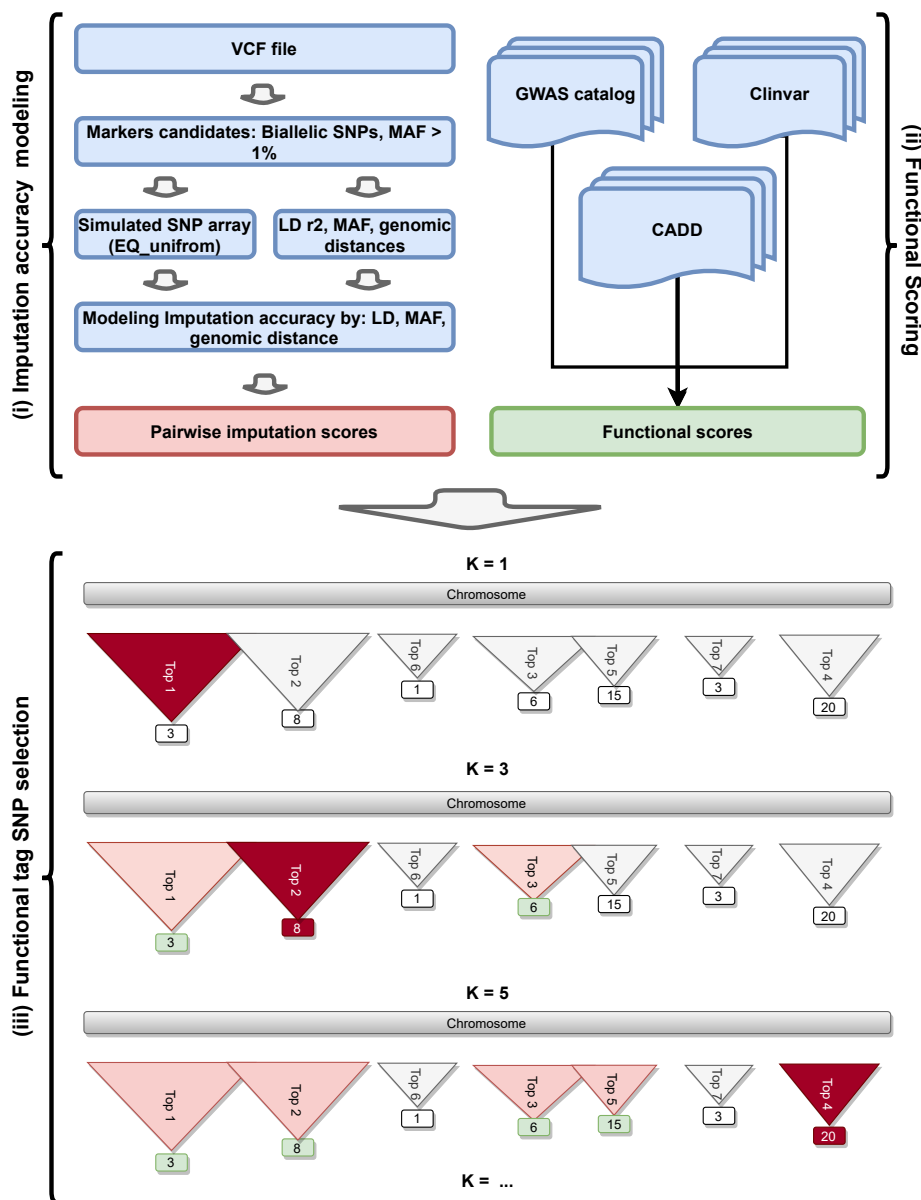 (i) Imputation accuracy modeling
VCF file
Markers candidates: Biallelic SNPs, MAF >
1%
Simulated SNP array
(EQ_unifrom)
LD r2, MAF, genomic
distances
Modeling Imputation accuracy by: LD, MAF,
genomic distance
Pairwise imputation scores
GWAS catalog
Clinvar
CADD
Functional scores
(ii) Functional Scoring
(iii) Functional tag SNP selection
K = 1
Chromosome
Top 1
Top 2
Top 6
Top 3
Top 5
Top 7
Top 4
3
8
1
6
15
3
20
K = 3
Chromosome
Top 1
Top 2
Top 6
Top 3
Top 5
Top 7
Top 4
3
8
1
6
15
3
20
K = 5
Chromosome
Top 1
Top 2
Top 6
Top 3
Top 5
Top 7
Top 4
3
8
1
6
15
3
20
K = ...